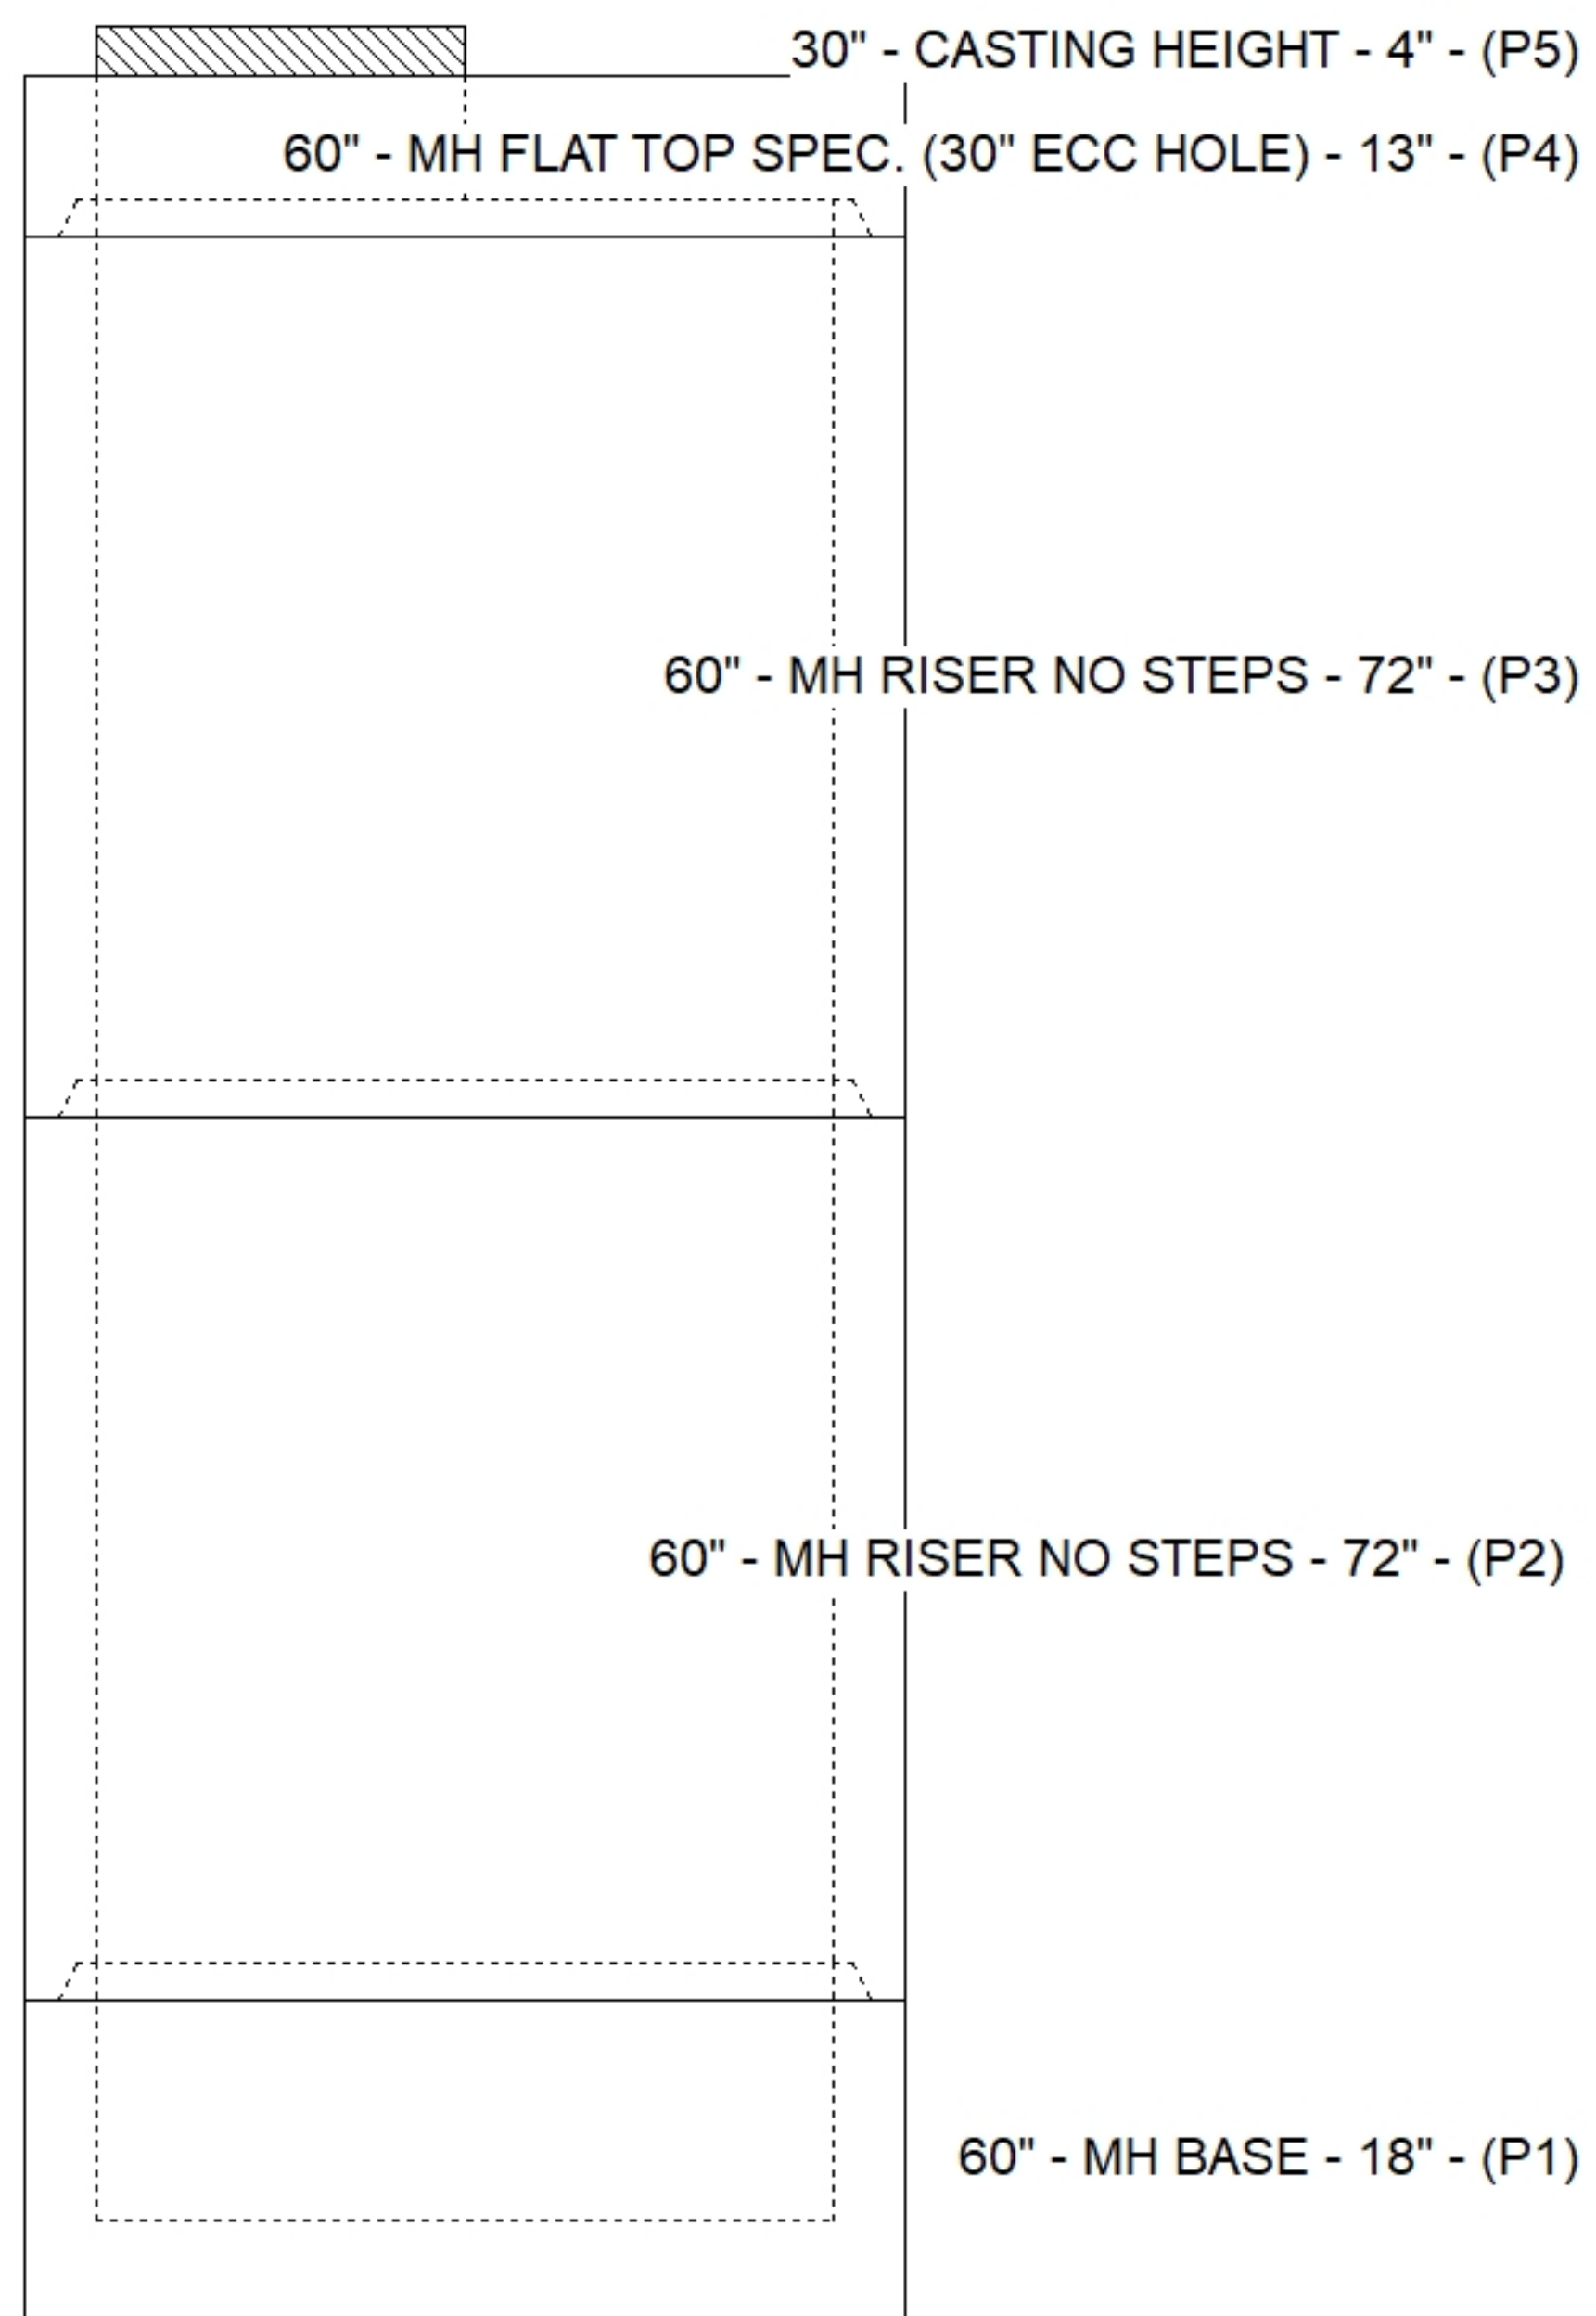 30" - CASTING HEIGHT - 4" - (P5)
60" - MH FLAT TOP SPEC. (30" ECC HOLE) - 13" - (P4)
60" - MH RISER NO STEPS - 72" - (P3)
60" - MH RISER NO STEPS - 72" - (P2)
60" - MH BASE - 18" - (P1)